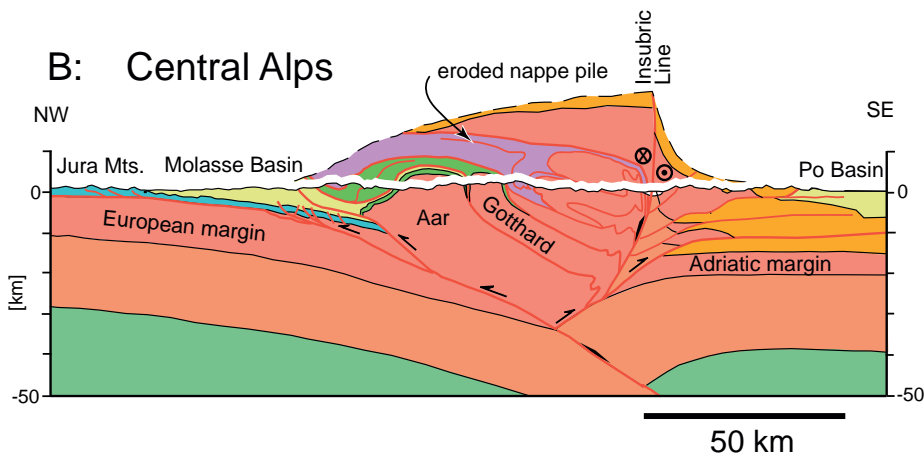 B: Central Alps
Insubric
Line
eroded nappe pile
NW
SE
Jura Mts.
Molasse Basin
Po Basin
0
0
Aar
Gotthard
European margin
Adriatic margin
[km]
-50
-50
50 km